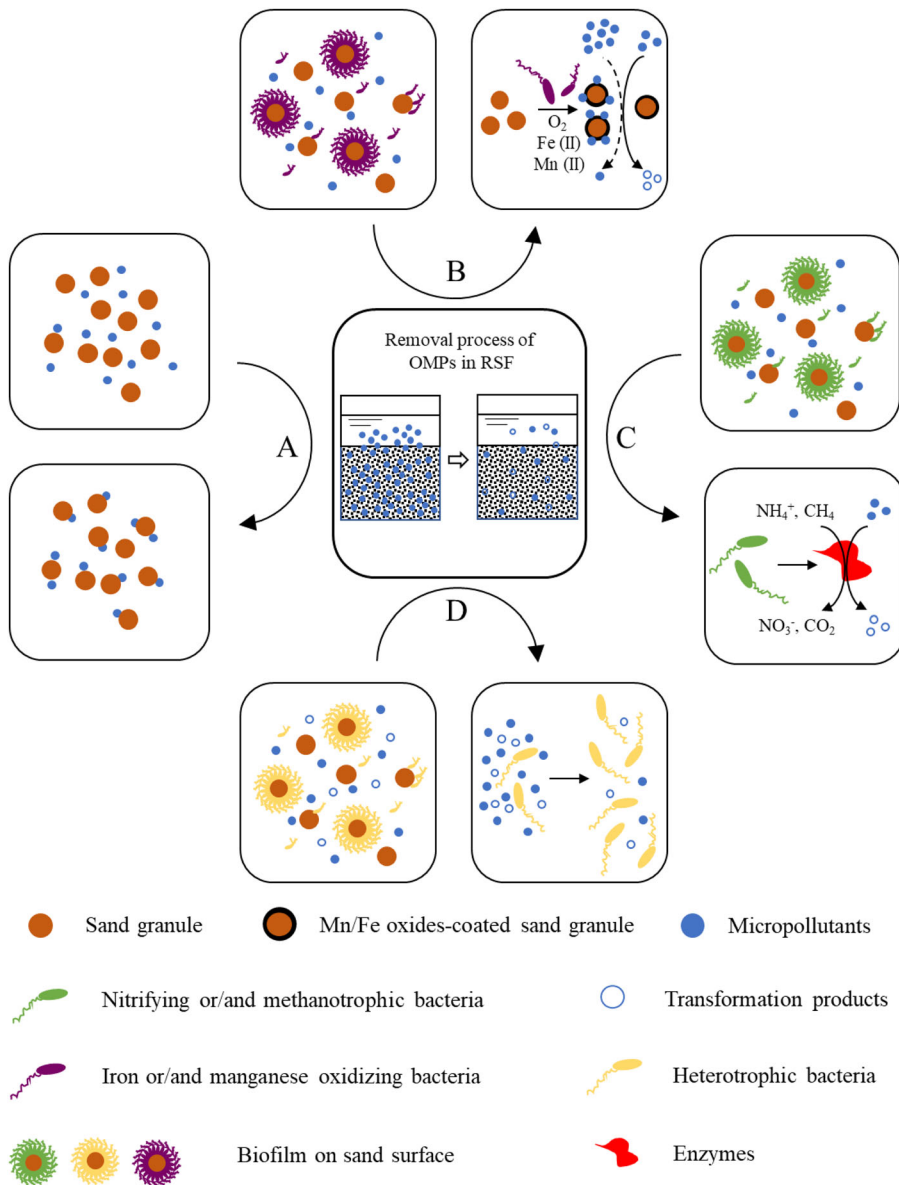 O₂
Fe (II)
Mn (II)
B
Removal process of
OMPs in RSF
A
C
NH₄⁺, CH₄
NO₃⁻, CO₂
D
Sand granule
Mn/Fe oxides-coated sand granule
Micropollutants
Nitrifying or/and methanotrophic bacteria
Transformation products
Iron or/and manganese oxidizing bacteria
Heterotrophic bacteria
Biofilm on sand surface
Enzymes